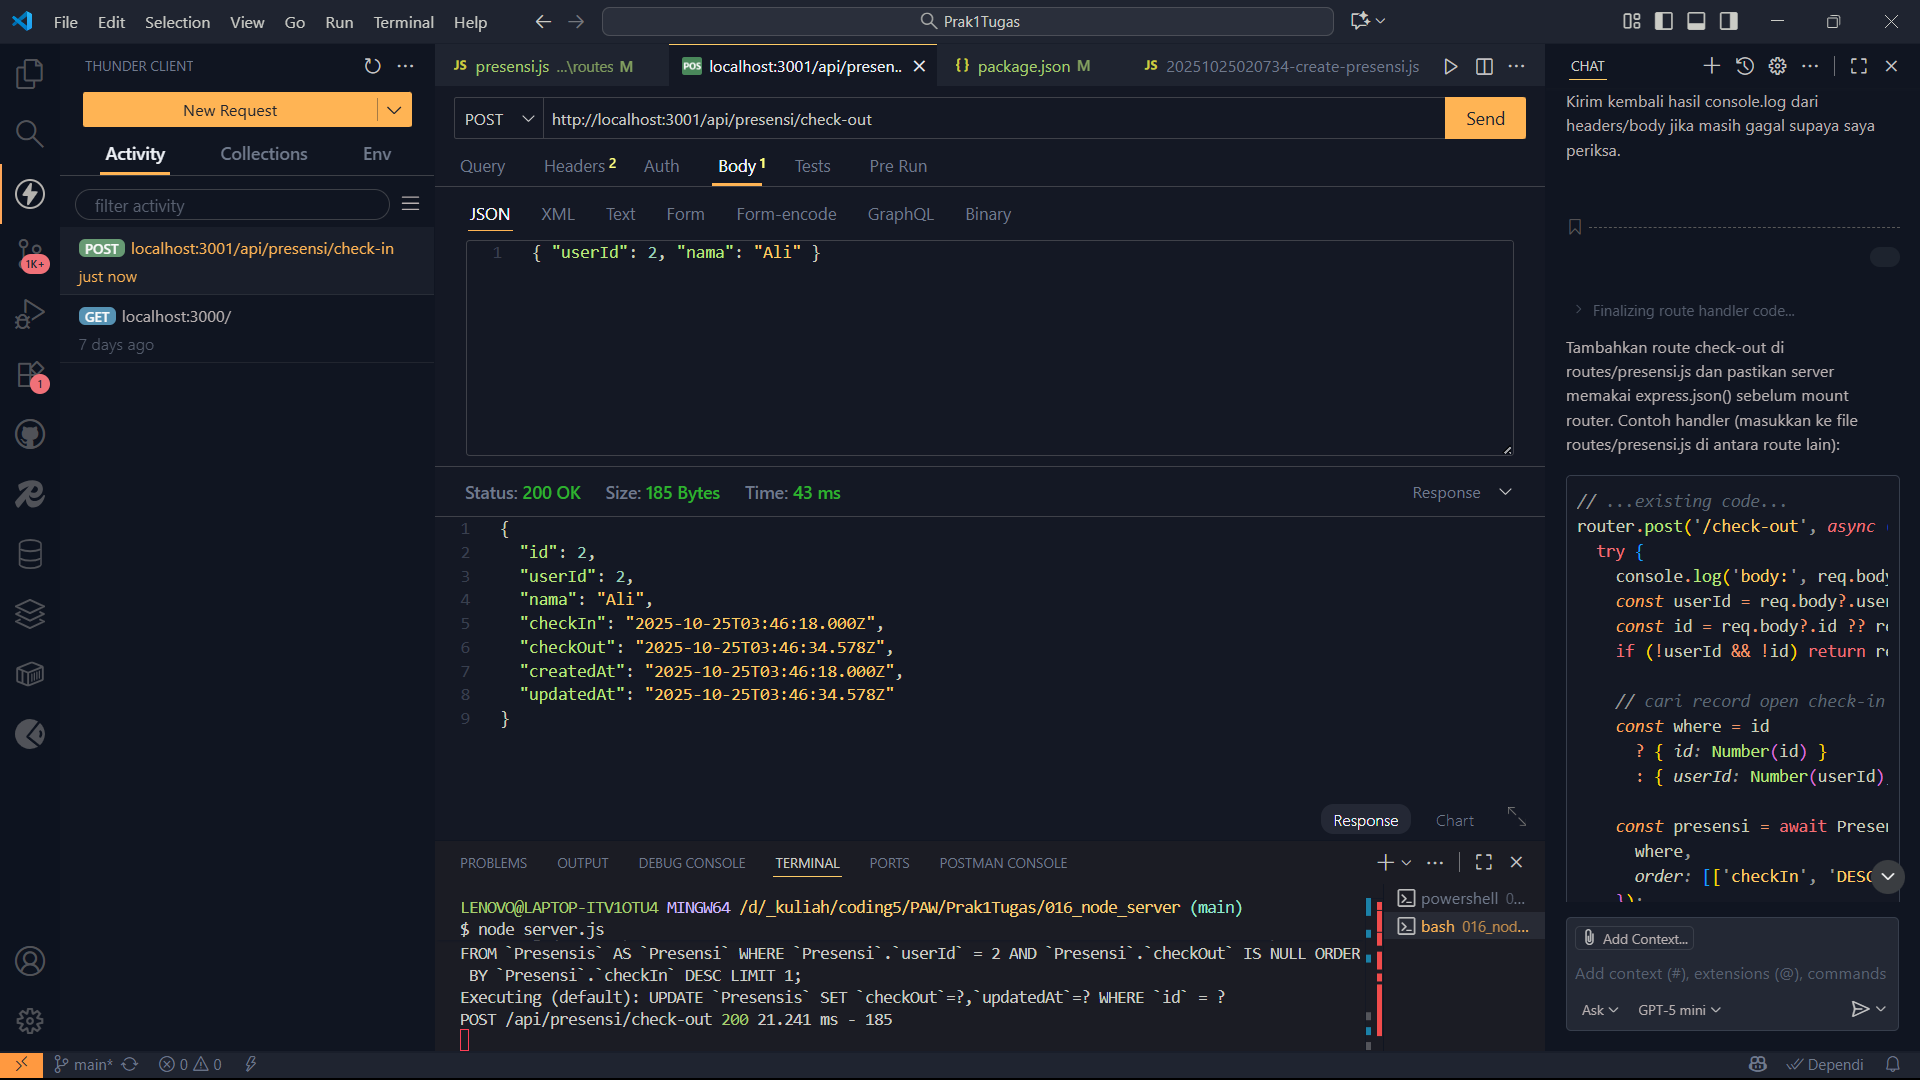 File Edit Selection View Go Run Terminal Help
Prak1Tugas
THUNDER CLIENT
New Request
Activity Collections Env
filter activity
POST localhost:3001/api/presensi/check-in
just now
GET localhost:3000/
7 days ago
1K+
1
JS presensi.js ...\routes M
POS localhost:3001/api/presen..
{} package.json M
JS 20251025020734-create-presensi.js
POST http://localhost:3001/api/presensi/check-out Send
Query Headers 2 Auth Body 1 Tests Pre Run
JSON XML Text Form Form-encode GraphQL Binary
1 { "userId": 2, "nama": "Ali" }
Status: 200 OK Size: 185 Bytes Time: 43 ms Response
1 {
2 "id": 2,
3 "userId": 2,
4 "nama": "Ali",
5 "checkIn": "2025-10-25T03:46:18.000Z",
6 "checkOut": "2025-10-25T03:46:34.578Z",
7 "createdAt": "2025-10-25T03:46:18.000Z",
8 "updatedAt": "2025-10-25T03:46:34.578Z"
9 }
Response Chart
PROBLEMS OUTPUT DEBUG CONSOLE TERMINAL PORTS POSTMAN CONSOLE
LENOVO@LAPTOP-ITV1OTU4 MINGW64 /d/_kuliah/coding5/PAW/Prak1Tugas/016_node_server (main)
$ node server.js
FROM `Presensis` AS `Presensi` WHERE `Presensi`.`userId` = 2 AND `Presensi`.`checkOut` IS NULL ORDER
BY `Presensi`.`checkIn` DESC LIMIT 1;
Executing (default): UPDATE `Presensis` SET `checkOut`=?,`updatedAt`=? WHERE `id` = ?
POST /api/presensi/check-out 200 21.241 ms - 185
powershell 0...
bash 016_nod...
CHAT
Kirim kembali hasil console.log dari
headers/body jika masih gagal supaya saya
periksa.
Finalizing route handler code...
Tambahkan route check-out di
routes/presensi.js dan pastikan server
memakai express.json() sebelum mount
router. Contoh handler (masukkan ke file
routes/presensi.js di antara route lain):
// ...existing code...
router.post('/check-out', async
try {
console.log('body:', req.body
const userId = req.body?.user
const id = req.body?.id ?? re
if (!userId && !id) return re
// cari record open check-in
const where = id
? { id: Number(id) }
: { userId: Number(userId)
const presensi = await Presen
where,
order: [['checkIn', 'DESC
});
Add Context...
Add context (#), extensions (@), commands
Ask GPT-5 mini
main* 0 0 Dependi